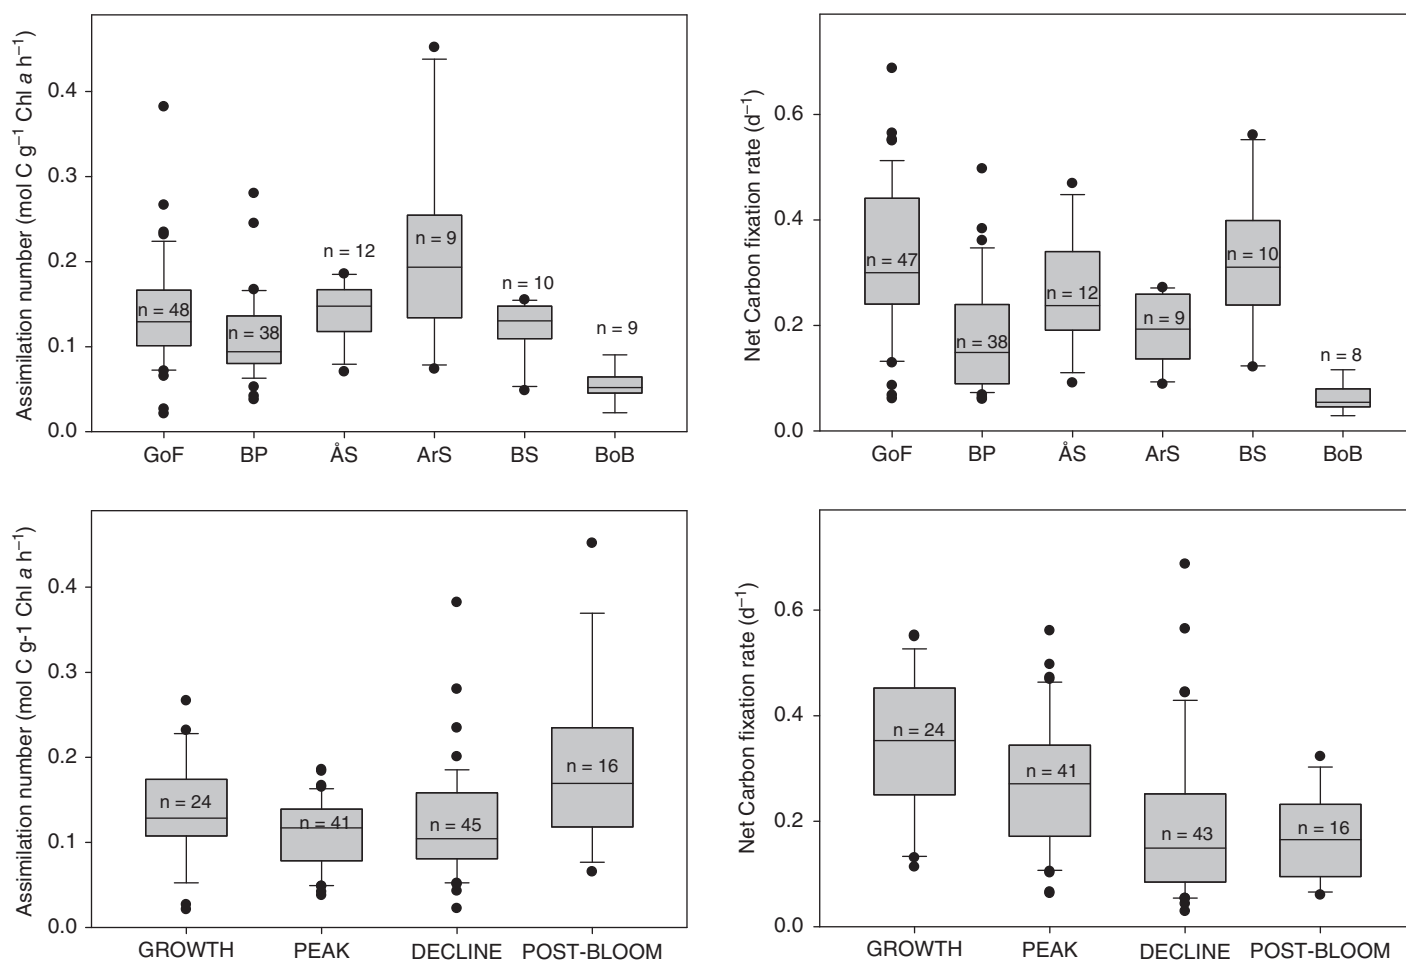 Assimilation number (mol C g⁻¹ Chl a h⁻¹)
0.4
0.3
0.2
0.1
0.0
n = 48
n = 38
n = 12
n = 9
n = 10
n = 9
GoF BP ÅS ArS BS BoB
Net Carbon fixation rate (d⁻¹)
0.6
0.4
0.2
0.0
n = 47
n = 38
n = 12
n = 9
n = 10
n = 8
GoF BP ÅS ArS BS BoB
Assimilation number (mol C g-1 Chl a h⁻¹)
0.4
0.3
0.2
0.1
0.0
n = 24
n = 41
n = 45
n = 16
GROWTH PEAK DECLINE POST-BLOOM
Net Carbon fixation rate (d⁻¹)
0.6
0.4
0.2
0.0
n = 24
n = 41
n = 43
n = 16
GROWTH PEAK DECLINE POST-BLOOM